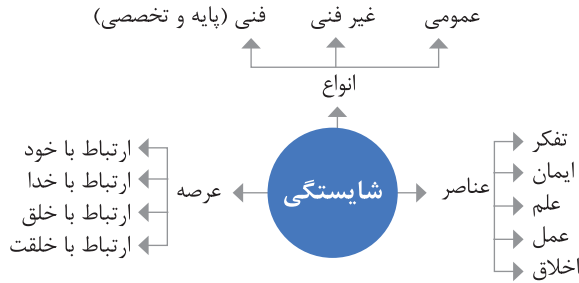 عمومی
غیر فنی
فنی (پایه و تخصصی)
انواع
شایستگی
عناصر
تفکر
ایمان
علم
عمل
اخلاق
عرصه
ارتباط با خود
ارتباط با خدا
ارتباط با خلق
ارتباط با خلقت